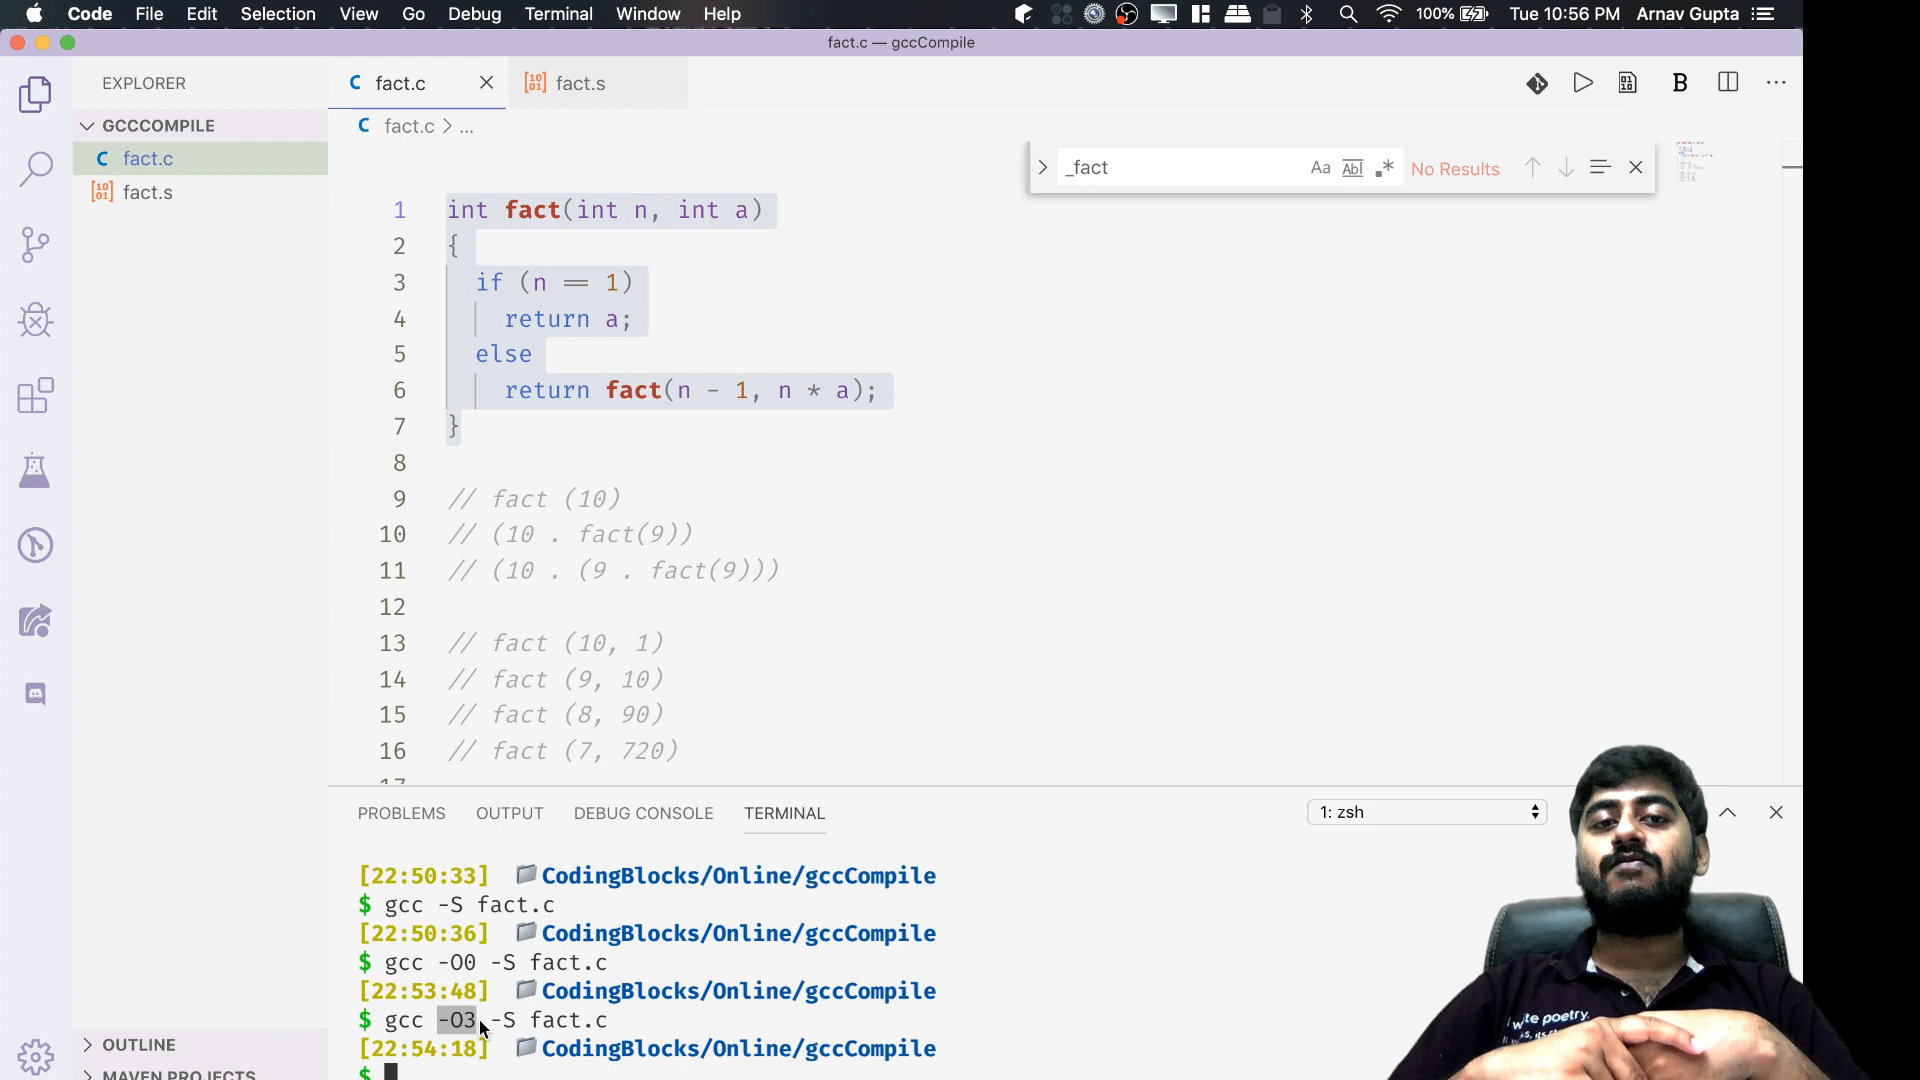 Code File Edit Selection View Go Debug Terminal Window Help 100% Tue 10:56 PM Arnav Gupta
fact.c — gccCompile
EXPLORER
GCCCOMPILE
fact.c
fact.s
OUTLINE
MAVEN PROJECTS
fact.c fact.s
B
fact.c > ...
_fact Aa Abl .* No Results
1 int fact(int n, int a)
2 {
3 if (n == 1)
4 return a;
5 else
6 return fact(n - 1, n * a);
7 }
8
9 // fact (10)
10 // (10 . fact(9))
11 // (10 . (9 . fact(9)))
12
13 // fact (10, 1)
14 // fact (9, 10)
15 // fact (8, 90)
16 // fact (7, 720)
17
PROBLEMS OUTPUT DEBUG CONSOLE TERMINAL 1: zsh
[22:50:33] CodingBlocks/Online/gccCompile
$ gcc -S fact.c
[22:50:36] CodingBlocks/Online/gccCompile
$ gcc -O0 -S fact.c
[22:53:48] CodingBlocks/Online/gccCompile
$ gcc -O3 -S fact.c
[22:54:18] CodingBlocks/Online/gccCompile
$
write poetry.